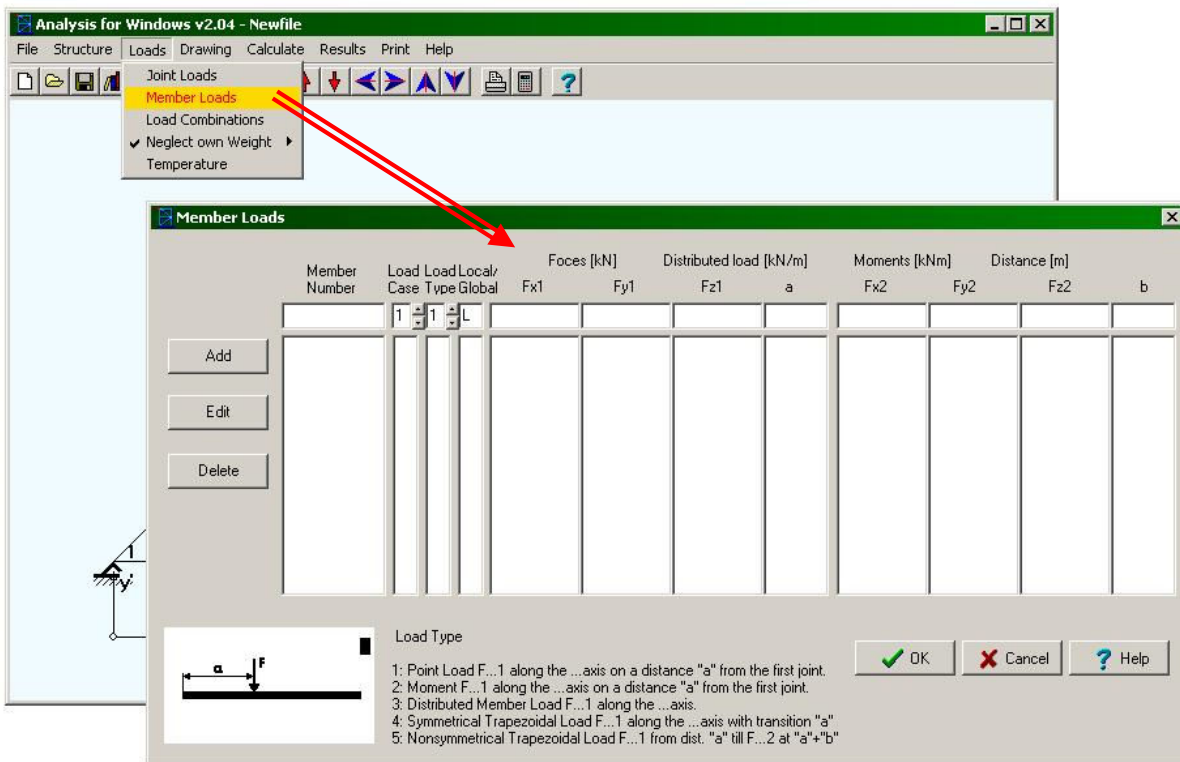 Analysis for Windows v2.04 - Newfile
File Structure Loads Drawing Calculate Results Print Help
Joint Loads
Member Loads
Load Combinations
Neglect own Weight
Temperature
Member Loads
Foces [kN] Distributed load [kN/m] Moments [kNm] Distance [m]
Member Load Load Local/
Number Case Type Global Fx1 Fy1 Fz1 a Fx2 Fy2 Fz2 b
1 1 L
Add
Edit
Delete
1
y
a F
Load Type
1: Point Load F...1 along the ...axis on a distance "a" from the first joint.
2: Moment F...1 along the ...axis on a distance "a" from the first joint.
3: Distributed Member Load F...1 along the ...axis.
4: Symmetrical Trapezoidal Load F...1 along the ...axis with transition "a"
5: Nonsymmetrical Trapezoidal Load F...1 from dist. "a" till F...2 at "a"+"b"
OK Cancel ? Help